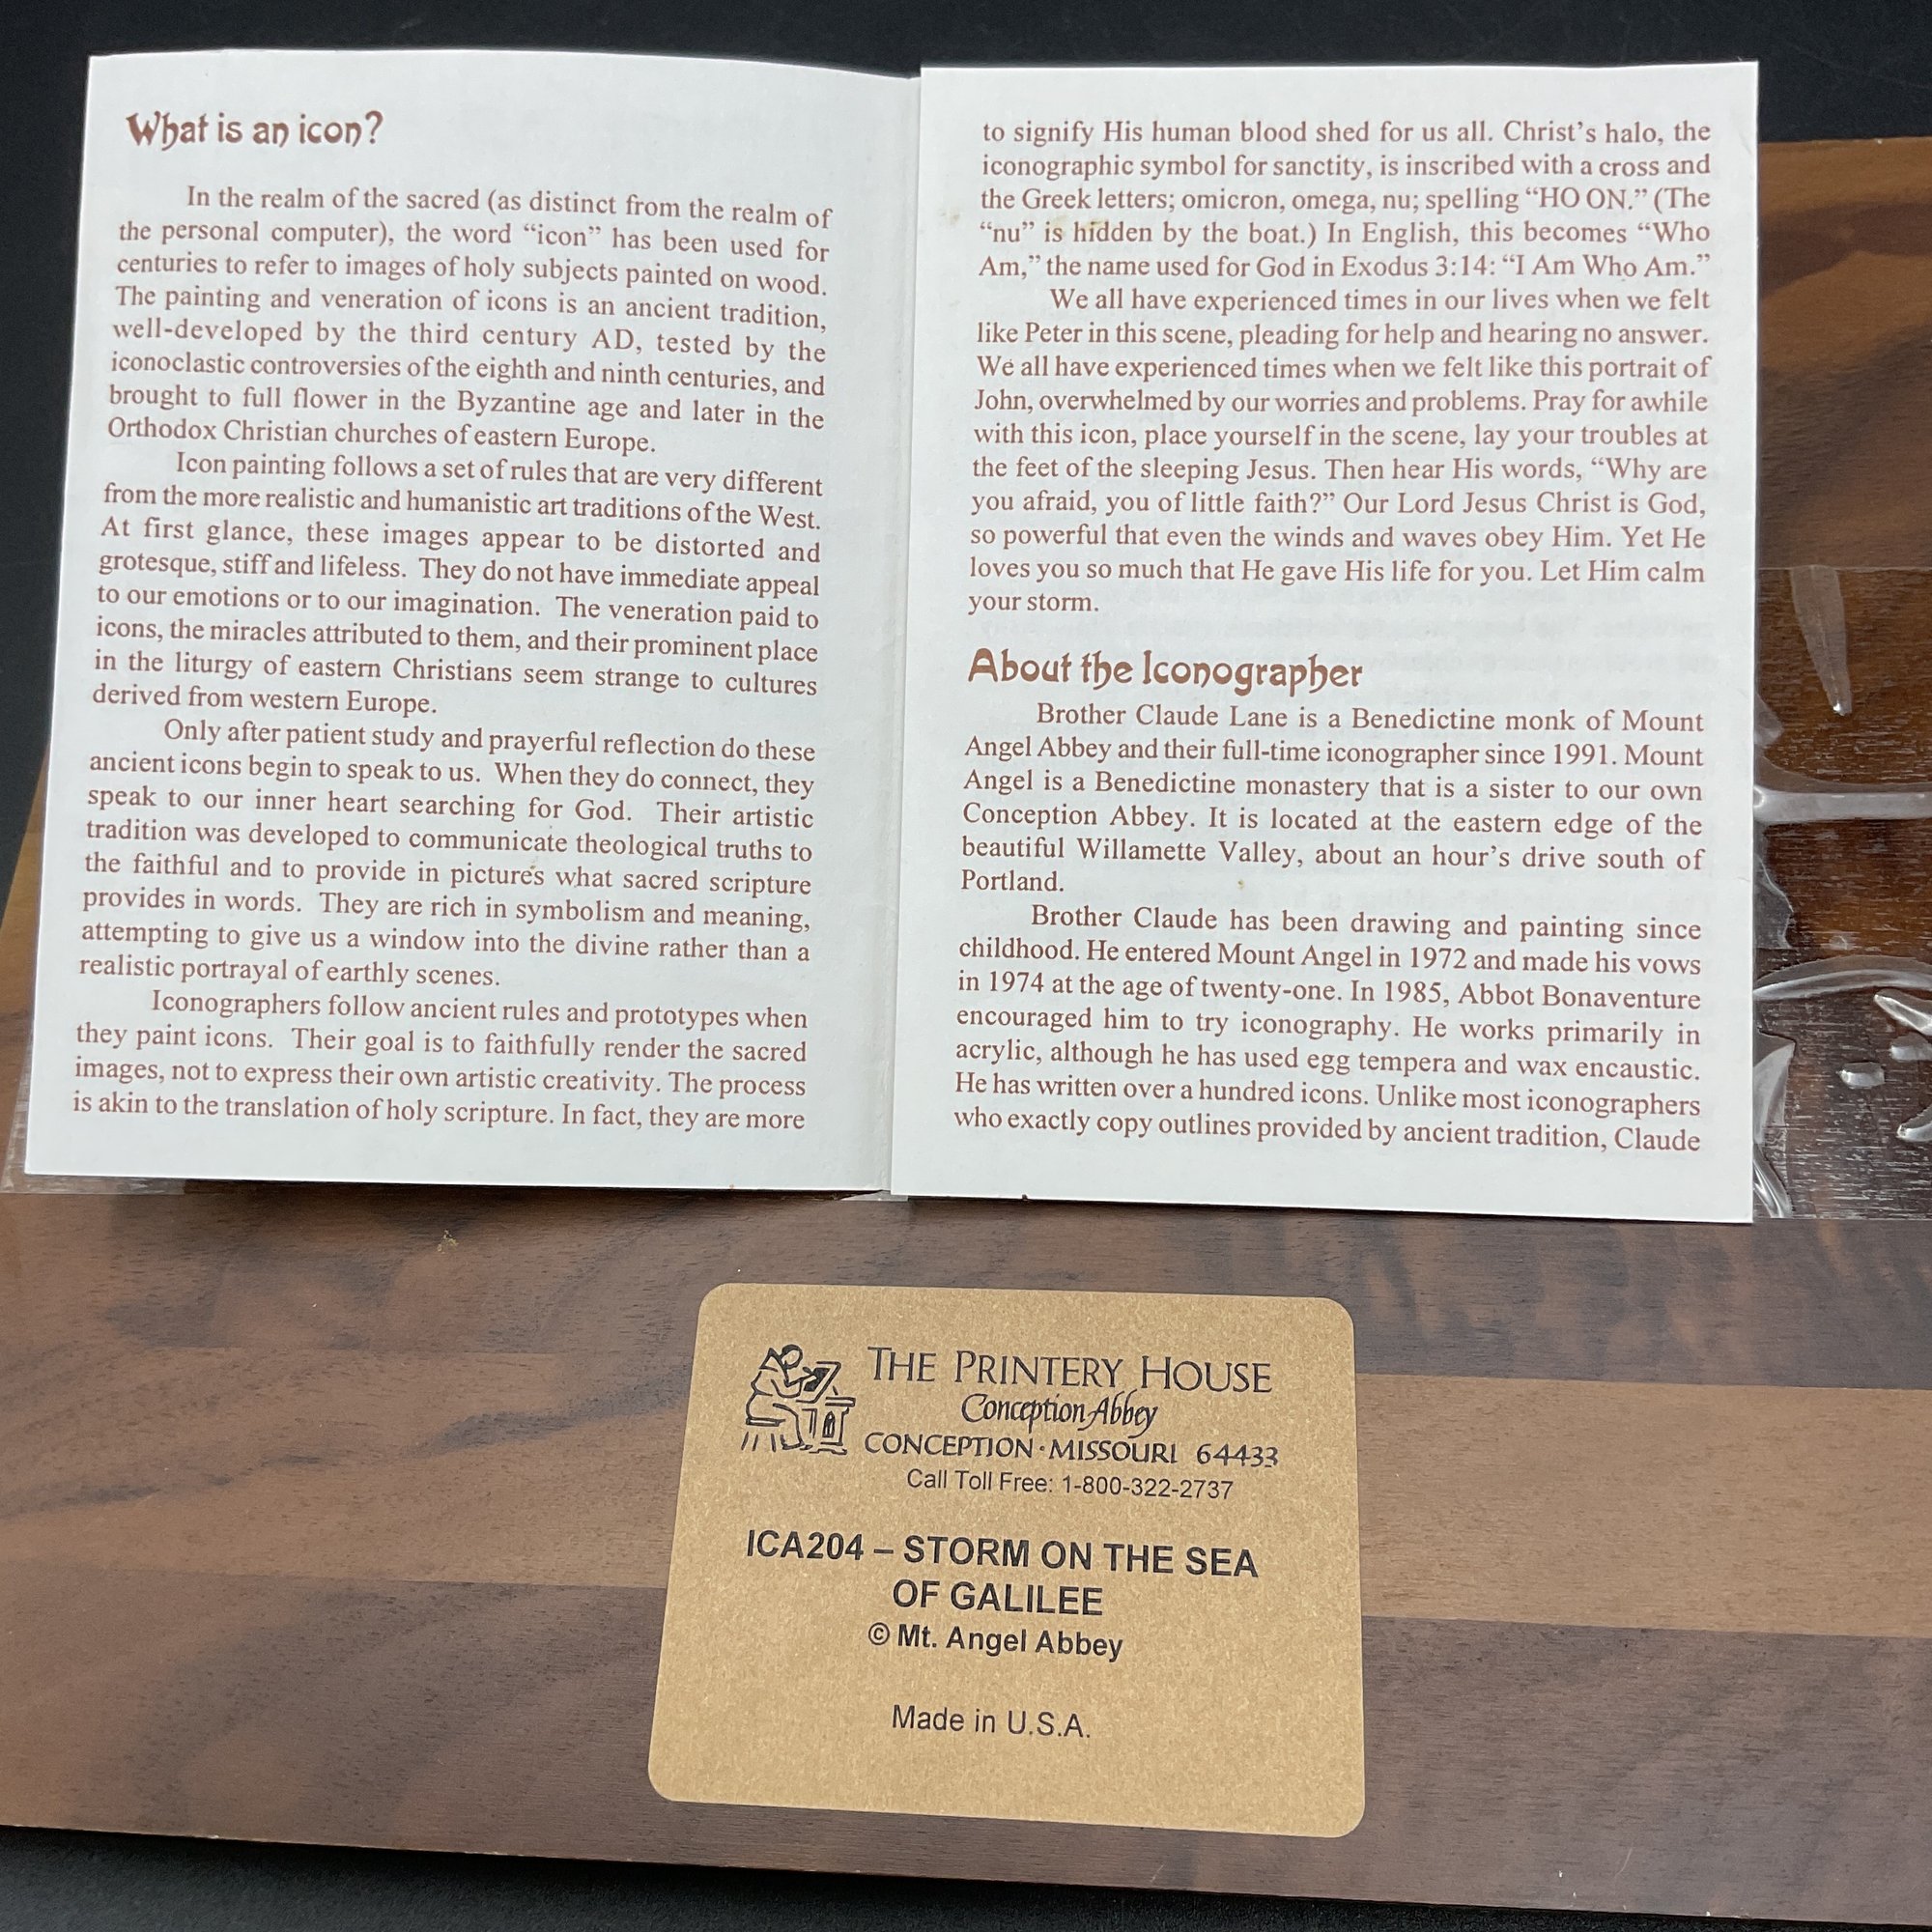 What is an icon?
In the realm of the sacred (as distinct from the realm of
the personal computer), the word “icon” has been used for
centuries to refer to images of holy subjects painted on wood.
The painting and veneration of icons is an ancient tradition,
well-developed by the third century AD, tested by the
iconoclastic controversies of the eighth and ninth centuries, and
brought to full flower in the Byzantine age and later in the
Orthodox Christian churches of eastern Europe.
Icon painting follows a set of rules that are very different
from the more realistic and humanistic art traditions of the West.
At first glance, these images appear to be distorted and
grotesque, stiff and lifeless. They do not have immediate appeal
to our emotions or to our imagination. The veneration paid to
icons, the miracles attributed to them, and their prominent place
in the liturgy of eastern Christians seem strange to cultures
derived from western Europe.
Only after patient study and prayerful reflection do these
ancient icons begin to speak to us. When they do connect, they
speak to our inner heart searching for God. Their artistic
tradition was developed to communicate theological truths to
the faithful and to provide in pictures what sacred scripture
provides in words. They are rich in symbolism and meaning,
attempting to give us a window into the divine rather than a
realistic portrayal of earthly scenes.
Iconographers follow ancient rules and prototypes when
they paint icons. Their goal is to faithfully render the sacred
images, not to express their own artistic creativity. The process
is akin to the translation of holy scripture. In fact, they are more
to signify His human blood shed for us all. Christ’s halo, the
iconographic symbol for sanctity, is inscribed with a cross and
the Greek letters; omicron, omega, nu; spelling “HO ON.” (The
“nu” is hidden by the boat.) In English, this becomes “Who
Am,” the name used for God in Exodus 3:14: “I Am Who Am.”
We all have experienced times in our lives when we felt
like Peter in this scene, pleading for help and hearing no answer.
We all have experienced times when we felt like this portrait of
John, overwhelmed by our worries and problems. Pray for awhile
with this icon, place yourself in the scene, lay your troubles at
the feet of the sleeping Jesus. Then hear His words, “Why are
you afraid, you of little faith?” Our Lord Jesus Christ is God,
so powerful that even the winds and waves obey Him. Yet He
loves you so much that He gave His life for you. Let Him calm
your storm.
About the Iconographer
Brother Claude Lane is a Benedictine monk of Mount
Angel Abbey and their full-time iconographer since 1991. Mount
Angel is a Benedictine monastery that is a sister to our own
Conception Abbey. It is located at the eastern edge of the
beautiful Willamette Valley, about an hour’s drive south of
Portland.
Brother Claude has been drawing and painting since
childhood. He entered Mount Angel in 1972 and made his vows
in 1974 at the age of twenty-one. In 1985, Abbot Bonaventure
encouraged him to try iconography. He works primarily in
acrylic, although he has used egg tempera and wax encaustic.
He has written over a hundred icons. Unlike most iconographers
who exactly copy outlines provided by ancient tradition, Claude
THE PRINTERY HOUSE
Conception Abbey
CONCEPTION · MISSOURI 64433
Call Toll Free: 1-800-322-2737
ICA204 – STORM ON THE SEA
OF GALILEE
© Mt. Angel Abbey
Made in U.S.A.